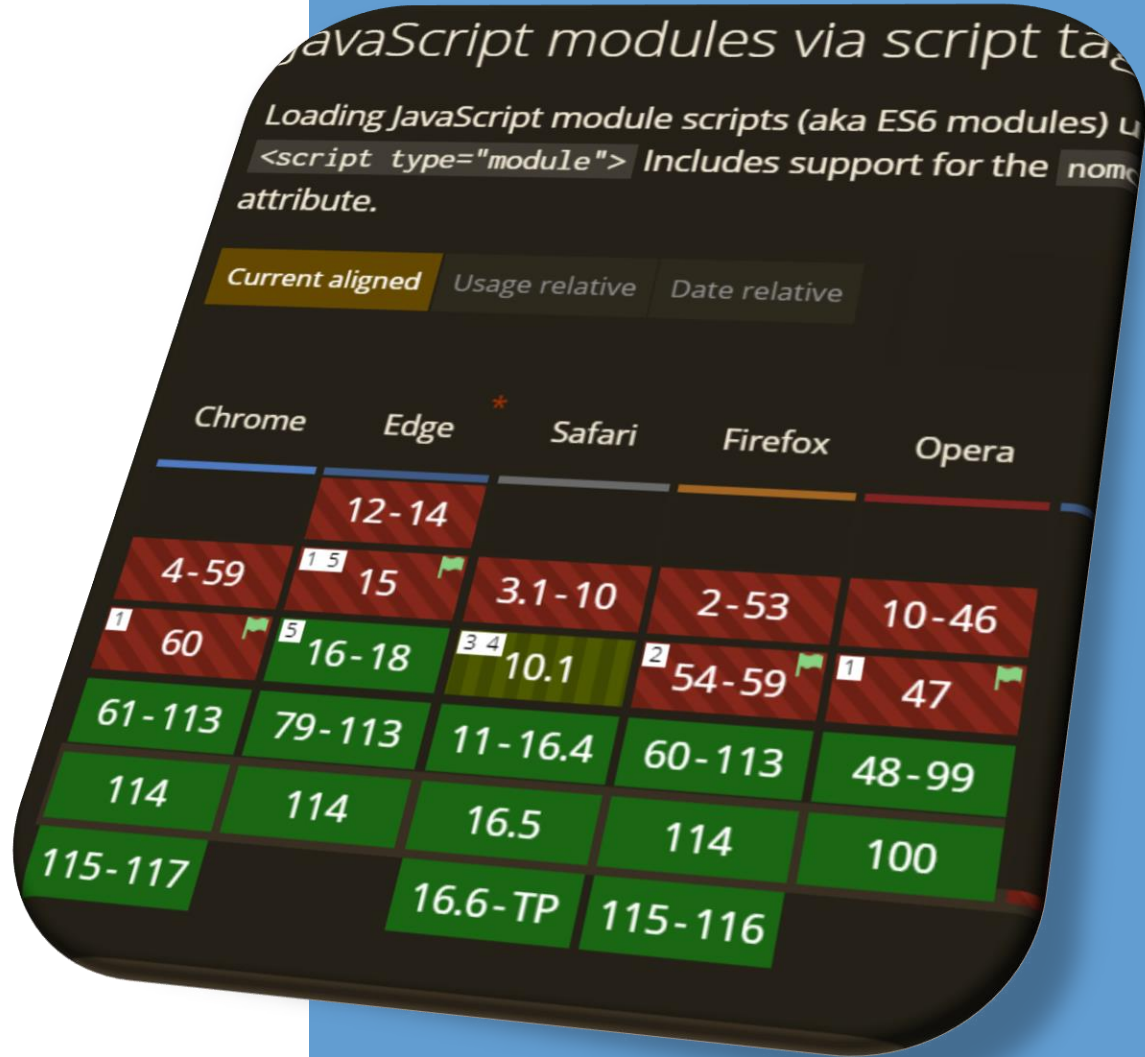 JavaScript modules via script
Loading JavaScript module scripts (aka ES6 modules)
<script type="module"> Includes support for the
attribute.
Current aligned Usage relative Date relative
Chrome Edge * Safari Firefox Opera
12-14
4-59 1 5 15 3.1-10 2-53 10-46
1 60 5 16-18 3 4 10.1 2 54-59 1 47
61-113 79-113 11-16.4 60-113 48-99
114 114 16.5 114 100
115-117 16.6-TP 115-116